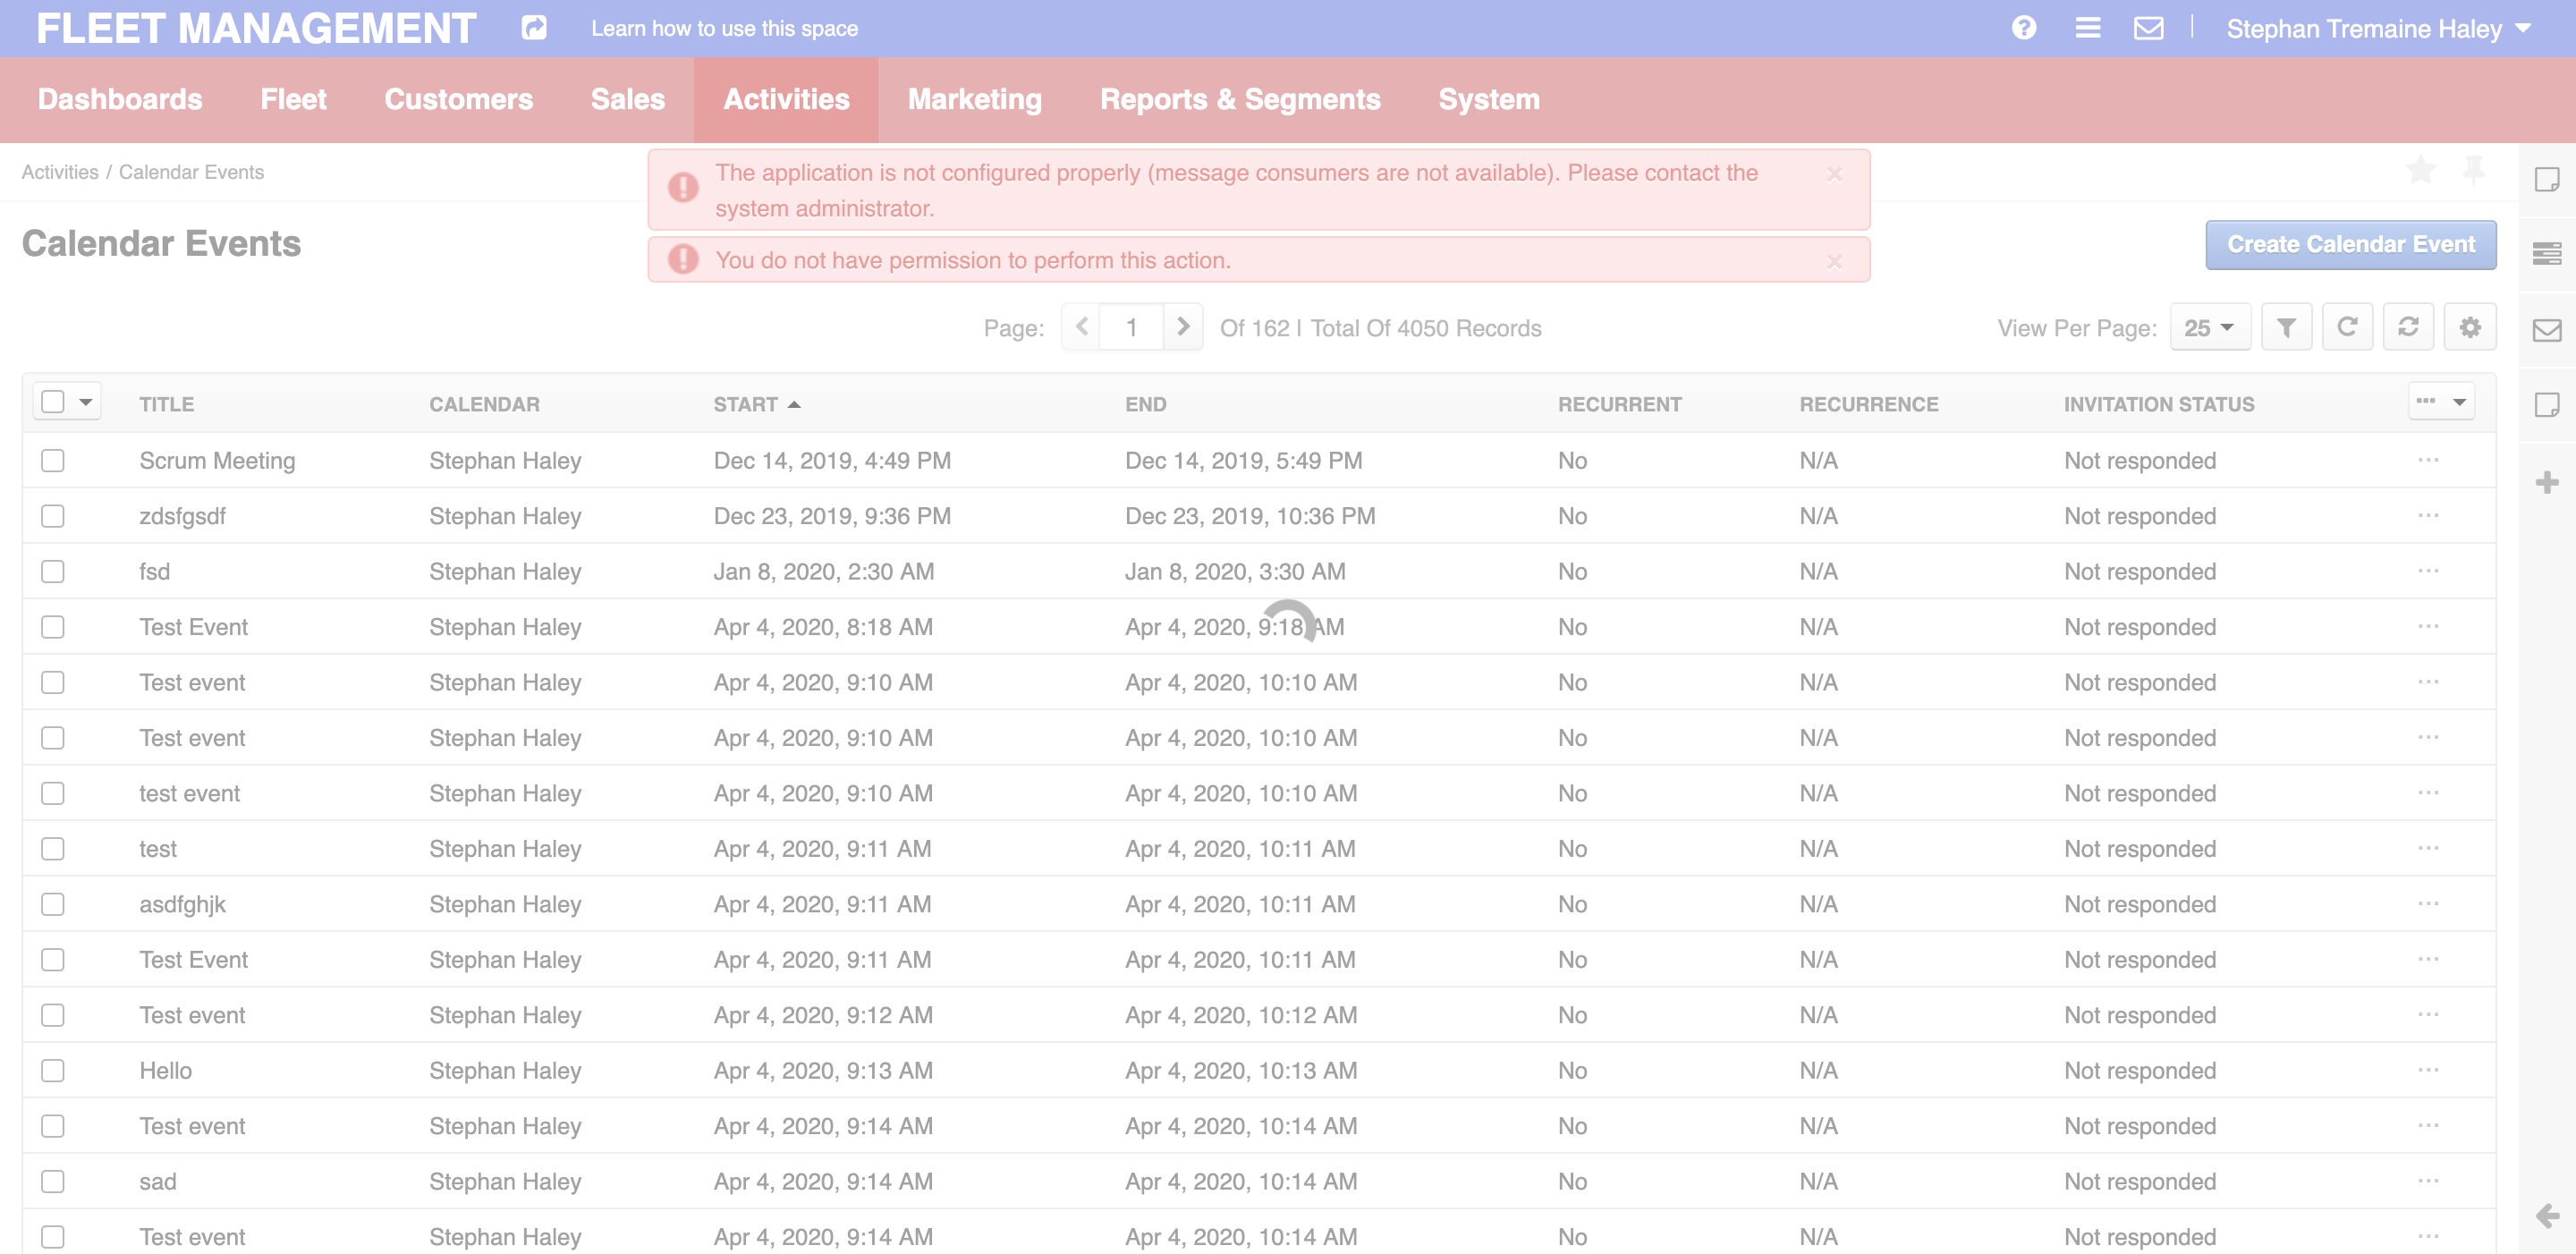 FLEET MANAGEMENT Learn how to use this space Stephan Tremaine Haley
Dashboards Fleet Customers Sales Activities Marketing Reports & Segments System
Activities / Calendar Events
The application is not configured properly (message consumers are not available). Please contact the
system administrator.
You do not have permission to perform this action.
Calendar Events
Create Calendar Event
Page: 1 Of 162 | Total Of 4050 Records View Per Page: 25
TITLE CALENDAR START END RECURRENT RECURRENCE INVITATION STATUS
Scrum Meeting Stephan Haley Dec 14, 2019, 4:49 PM Dec 14, 2019, 5:49 PM No N/A Not responded
zdsfgsdf Stephan Haley Dec 23, 2019, 9:36 PM Dec 23, 2019, 10:36 PM No N/A Not responded
fsd Stephan Haley Jan 8, 2020, 2:30 AM Jan 8, 2020, 3:30 AM No N/A Not responded
Test Event Stephan Haley Apr 4, 2020, 8:18 AM Apr 4, 2020, 9:18 AM No N/A Not responded
Test event Stephan Haley Apr 4, 2020, 9:10 AM Apr 4, 2020, 10:10 AM No N/A Not responded
Test event Stephan Haley Apr 4, 2020, 9:10 AM Apr 4, 2020, 10:10 AM No N/A Not responded
test event Stephan Haley Apr 4, 2020, 9:10 AM Apr 4, 2020, 10:10 AM No N/A Not responded
test Stephan Haley Apr 4, 2020, 9:11 AM Apr 4, 2020, 10:11 AM No N/A Not responded
asdfghjk Stephan Haley Apr 4, 2020, 9:11 AM Apr 4, 2020, 10:11 AM No N/A Not responded
Test Event Stephan Haley Apr 4, 2020, 9:11 AM Apr 4, 2020, 10:11 AM No N/A Not responded
Test event Stephan Haley Apr 4, 2020, 9:12 AM Apr 4, 2020, 10:12 AM No N/A Not responded
Hello Stephan Haley Apr 4, 2020, 9:13 AM Apr 4, 2020, 10:13 AM No N/A Not responded
Test event Stephan Haley Apr 4, 2020, 9:14 AM Apr 4, 2020, 10:14 AM No N/A Not responded
sad Stephan Haley Apr 4, 2020, 9:14 AM Apr 4, 2020, 10:14 AM No N/A Not responded
Test event Stephan Haley Apr 4, 2020, 9:14 AM Apr 4, 2020, 10:14 AM No N/A Not responded